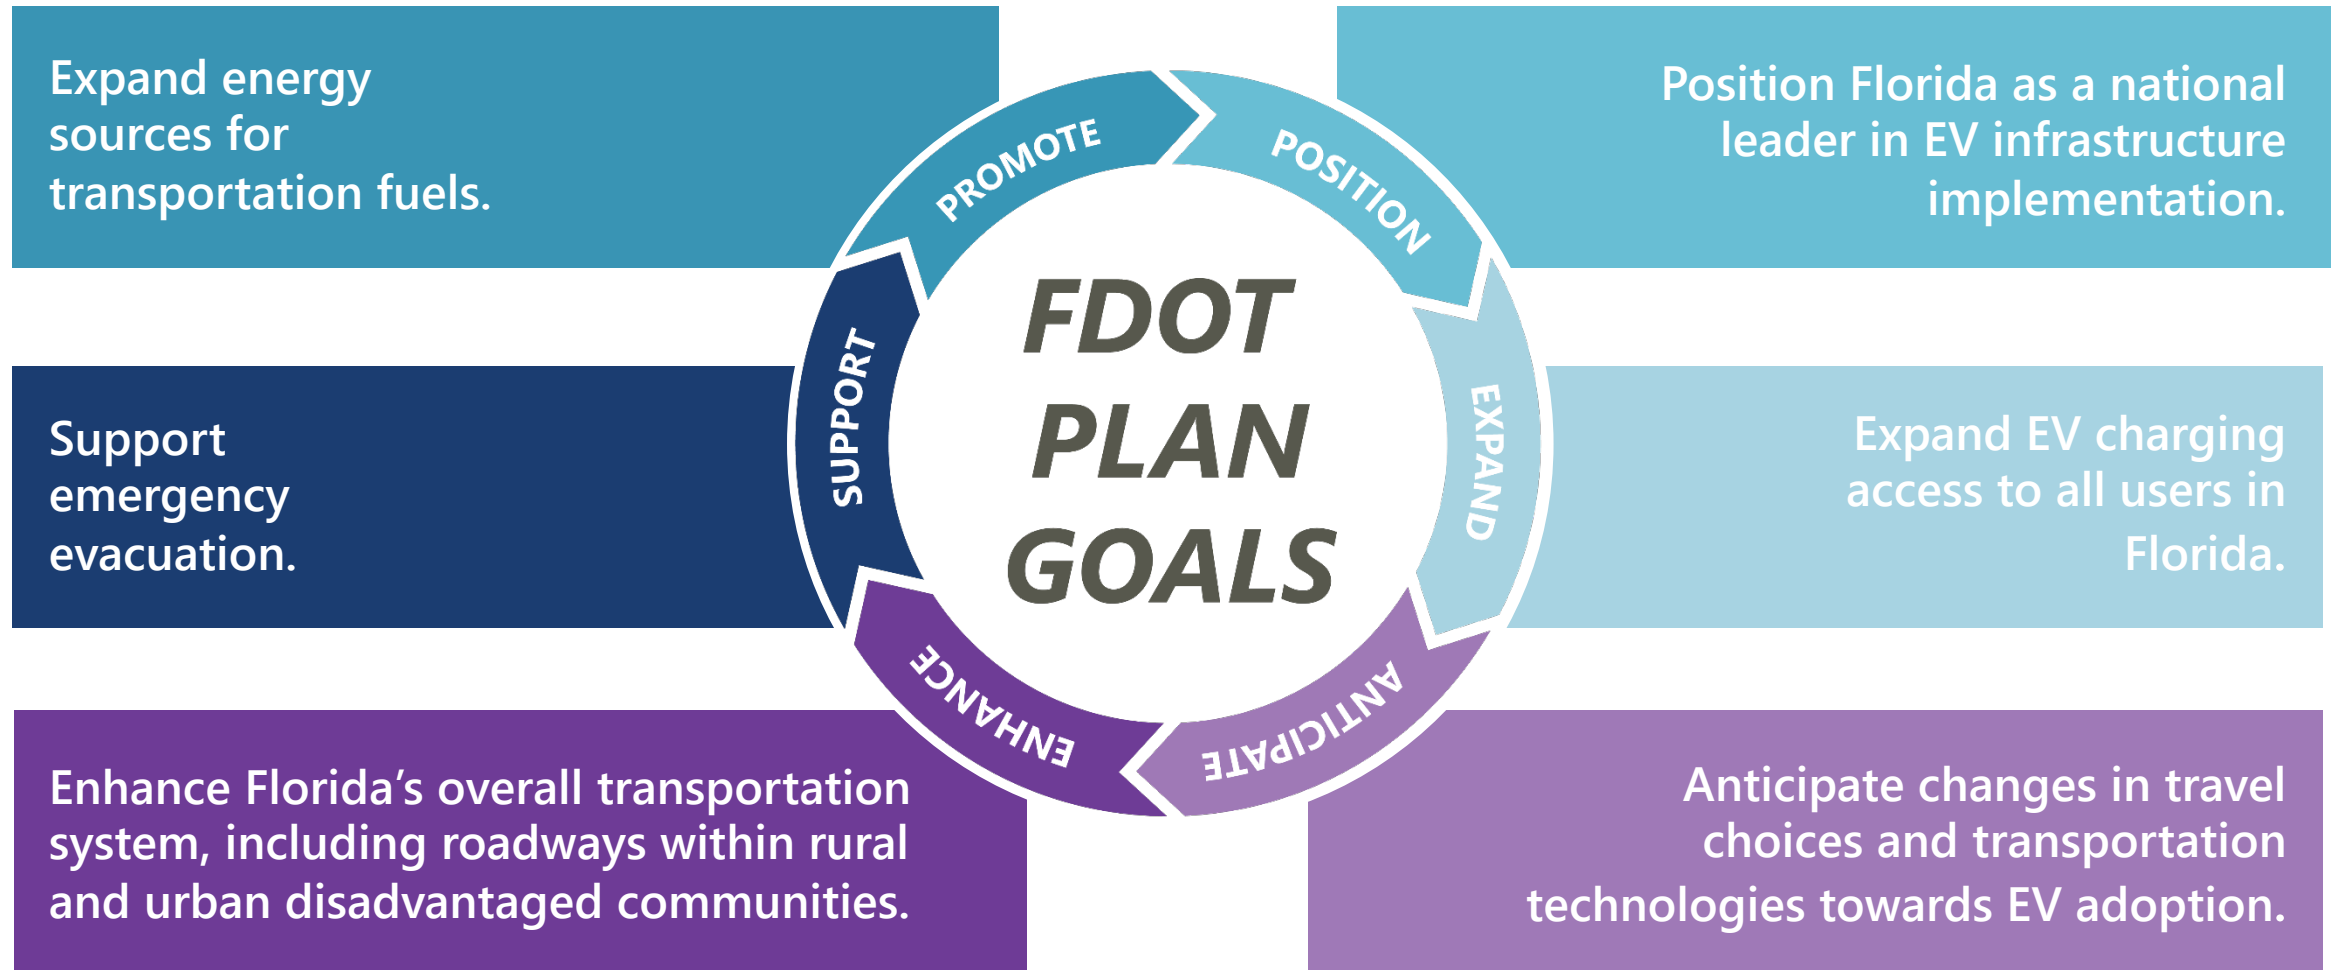 Expand energy
sources for
transportation fuels.
Position Florida as a national
leader in EV infrastructure
implementation.
PROMOTE
POSITION
FDOT
PLAN
GOALS
SUPPORT
EXPAND
Support
emergency
evacuation.
Expand EV charging
access to all users in
Florida.
ENHANCE
ANTICIPATE
Enhance Florida’s overall transportation
system, including roadways within rural
and urban disadvantaged communities.
Anticipate changes in travel
choices and transportation
technologies towards EV adoption.